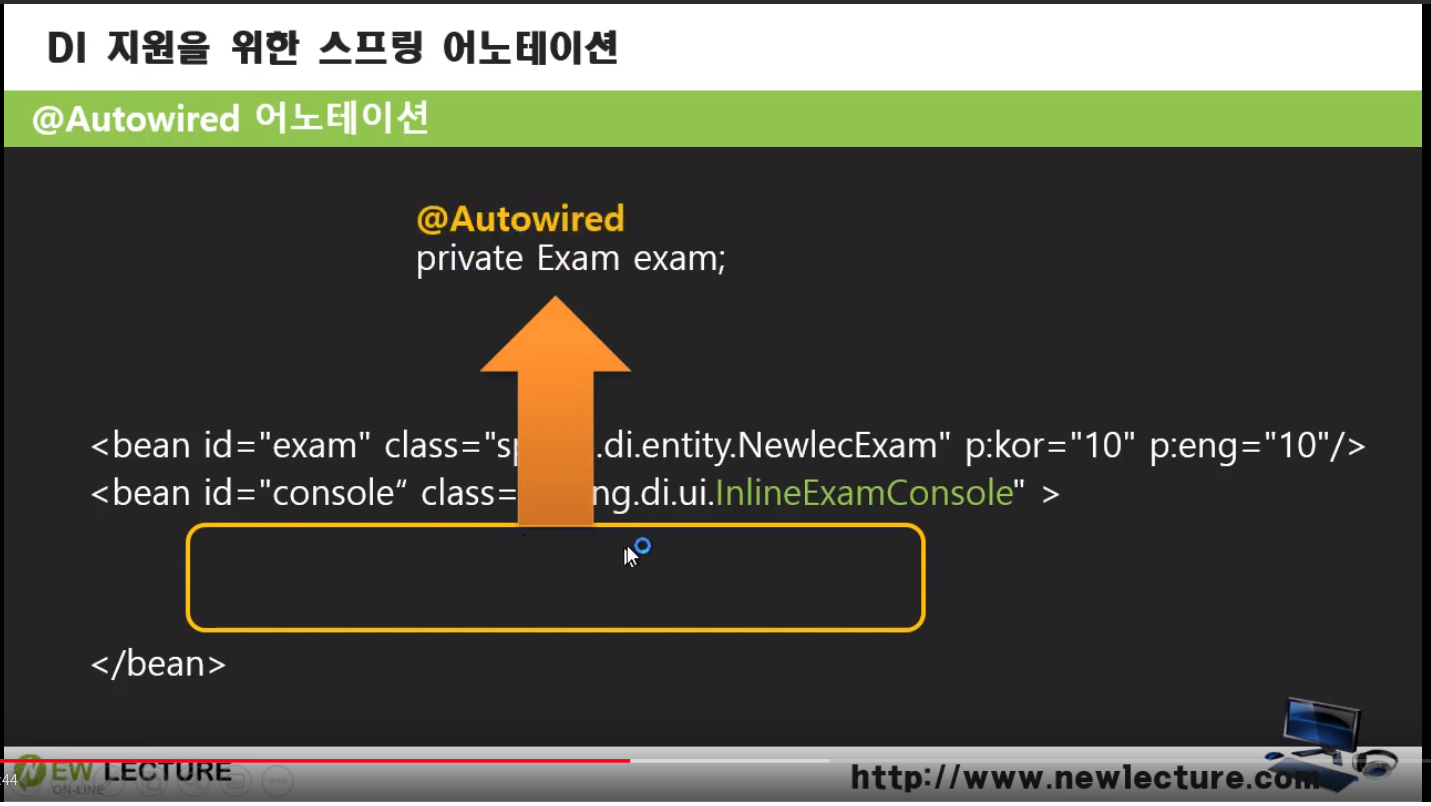 DI 지원을 위한 스프링 어노테이션
@Autowired 어노테이션
@Autowired
private Exam exam;
<bean id="exam" class="sp .di.entity.NewlecExam" p:kor="10" p:eng="10"/>
<bean id="console“ class= ng.di.ui.InlineExamConsole" >
</bean>
NEW LECTURE
ON-LINE
:44
http://www.newlecture.com